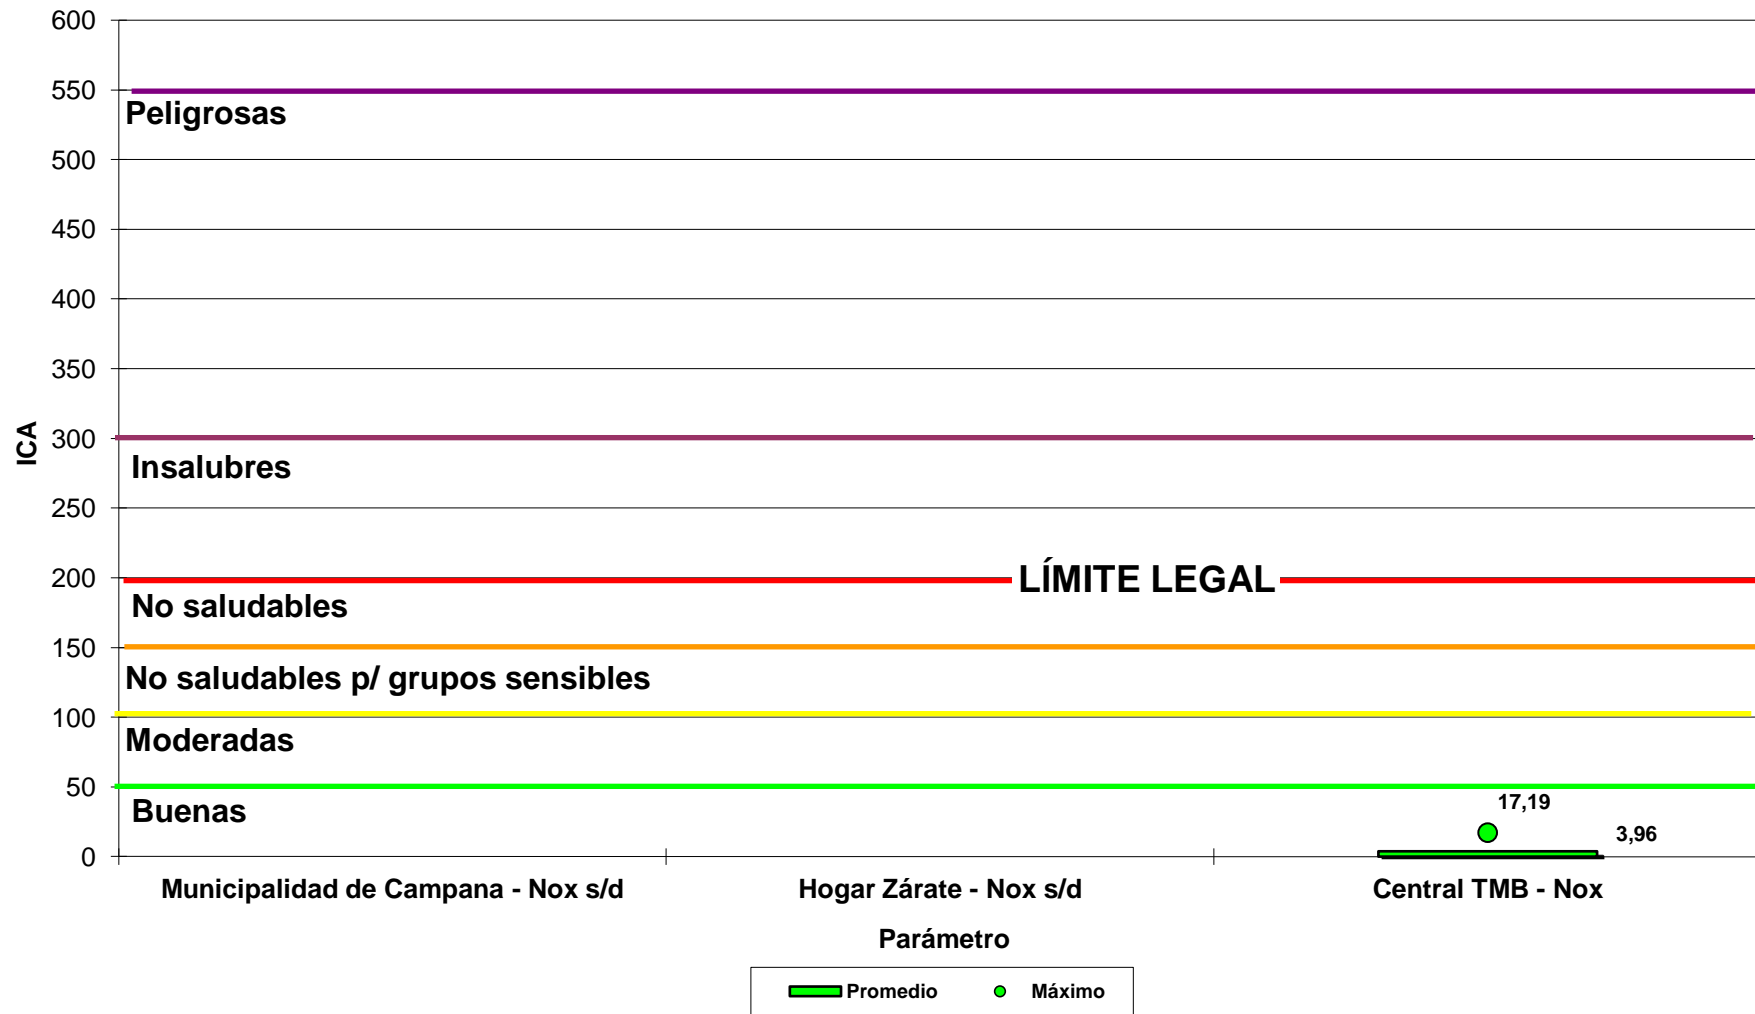 600
550
Peligrosas
500
450
400
350
ICA
300
Insalubres
250
200
LÍMITE LEGAL
No saludables
150
No saludables p/ grupos sensibles
100
Moderadas
50
Buenas
17,19
3,96
0
Municipalidad de Campana - Nox s/d
Hogar Zárate - Nox s/d
Central TMB - Nox
Parámetro
Promedio
Máximo